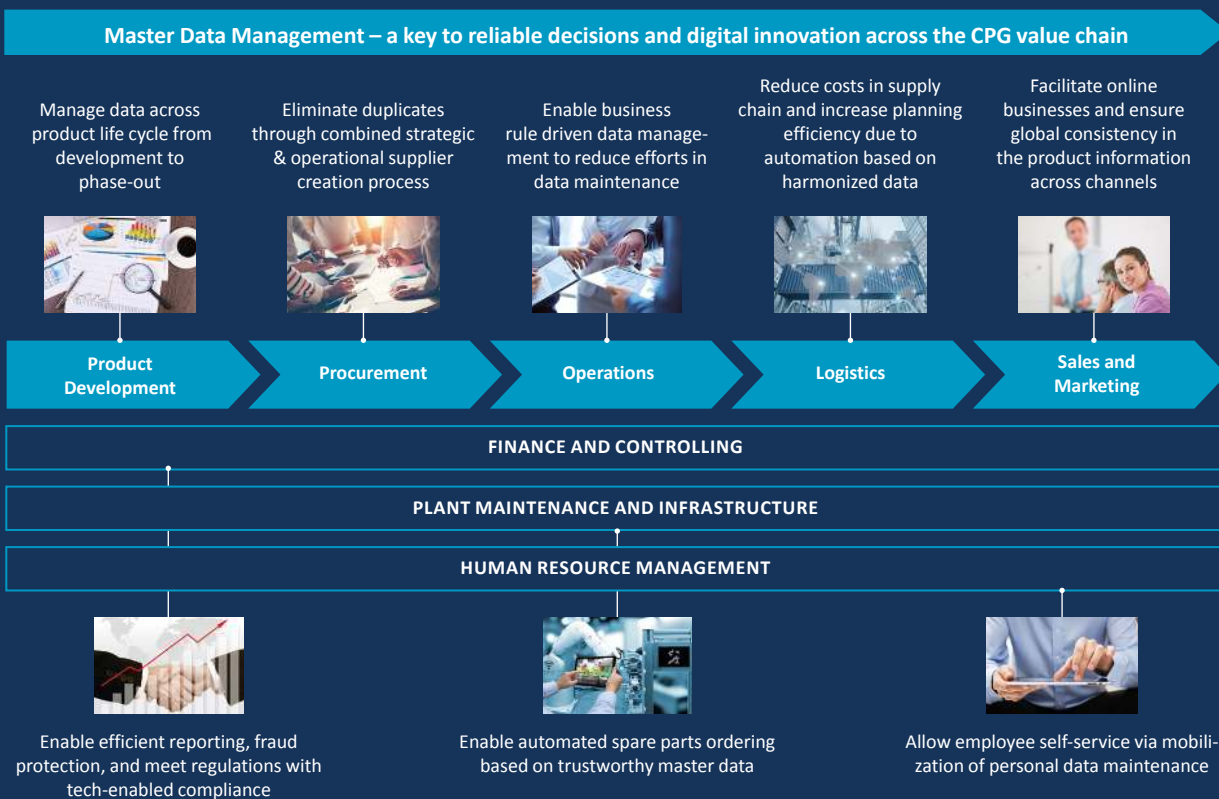 Master Data Management – a key to reliable decisions and digital innovation across the CPG value chain
Manage data across
product life cycle from
development to
phase-out
Eliminate duplicates
through combined strategic
& operational supplier
creation process
Enable business
rule driven data manage-
ment to reduce efforts in
data maintenance
Reduce costs in supply
chain and increase planning
efficiency due to
automation based on
harmonized data
Facilitate online
businesses and ensure
global consistency in
the product information
across channels
Product
Development
Procurement
Operations
Logistics
Sales and
Marketing
FINANCE AND CONTROLLING
PLANT MAINTENANCE AND INFRASTRUCTURE
HUMAN RESOURCE MANAGEMENT
Enable efficient reporting, fraud
protection, and meet regulations with
tech-enabled compliance
Enable automated spare parts ordering
based on trustworthy master data
Allow employee self-service via mobili-
zation of personal data maintenance